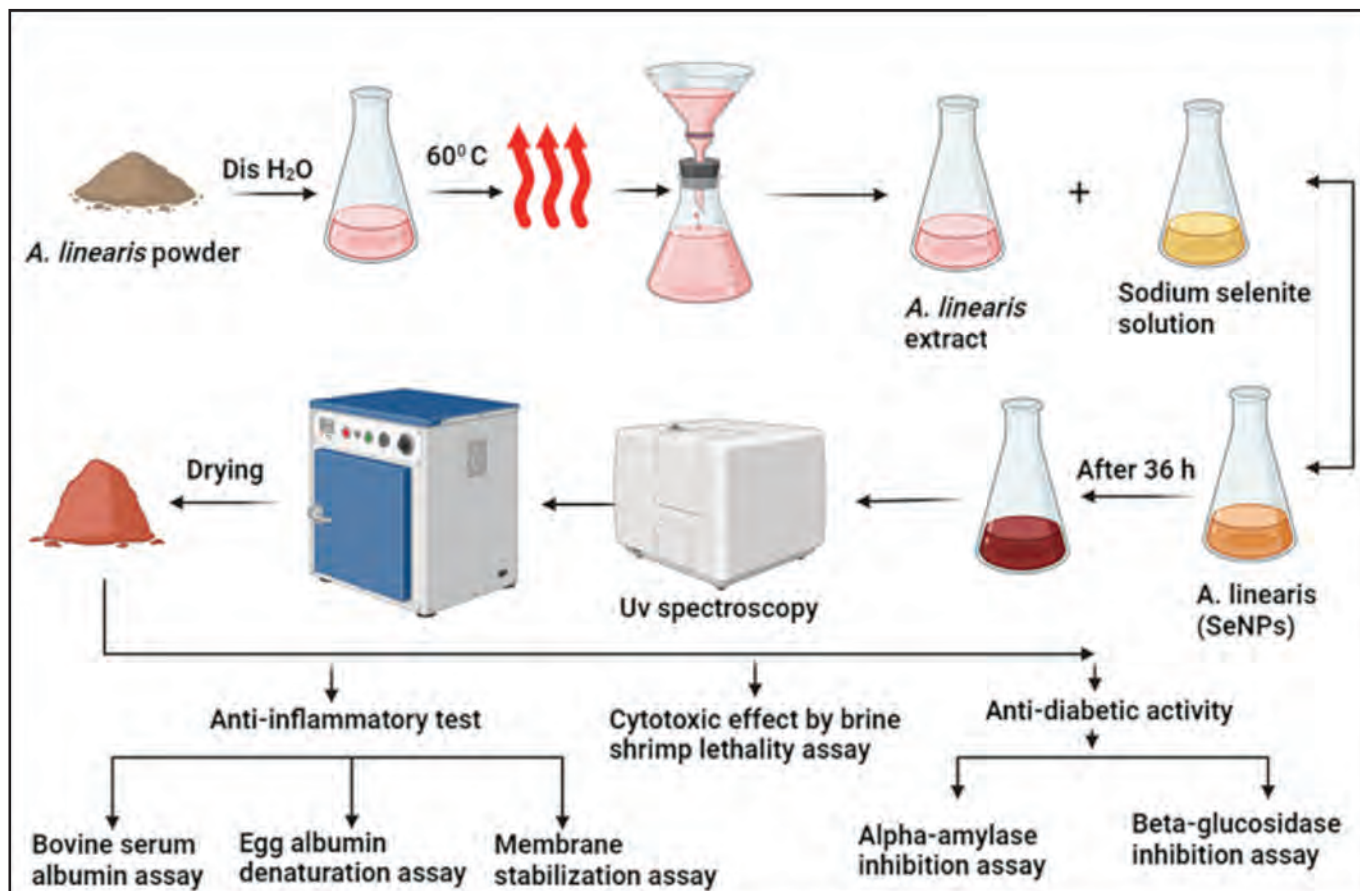 Dis H₂O
60⁰ C
A. linearis powder
+
A. linearis
extract
Sodium selenite
solution
Drying
After 36 h
Uv spectroscopy
A. linearis
(SeNPs)
Anti-inflammatory test
Cytotoxic effect by brine
shrimp lethality assay
Anti-diabetic activity
Bovine serum
albumin assay
Egg albumin
denaturation assay
Membrane
stabilization assay
Alpha-amylase
inhibition assay
Beta-glucosidase
inhibition assay